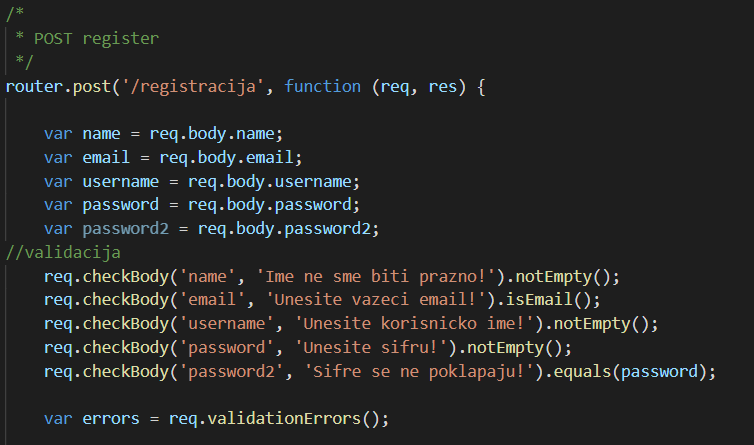 /*
 * POST register
 */
router.post('/registracija', function (req, res) {
    var name = req.body.name;
    var email = req.body.email;
    var username = req.body.username;
    var password = req.body.password;
    var password2 = req.body.password2;
//validacija
    req.checkBody('name', 'Ime ne sme biti prazno!').notEmpty();
    req.checkBody('email', 'Unesite vazeci email!').isEmail();
    req.checkBody('username', 'Unesite korisnicko ime!').notEmpty();
    req.checkBody('password', 'Unesite sifru!').notEmpty();
    req.checkBody('password2', 'Sifre se ne poklapaju!').equals(password);
    var errors = req.validationErrors();